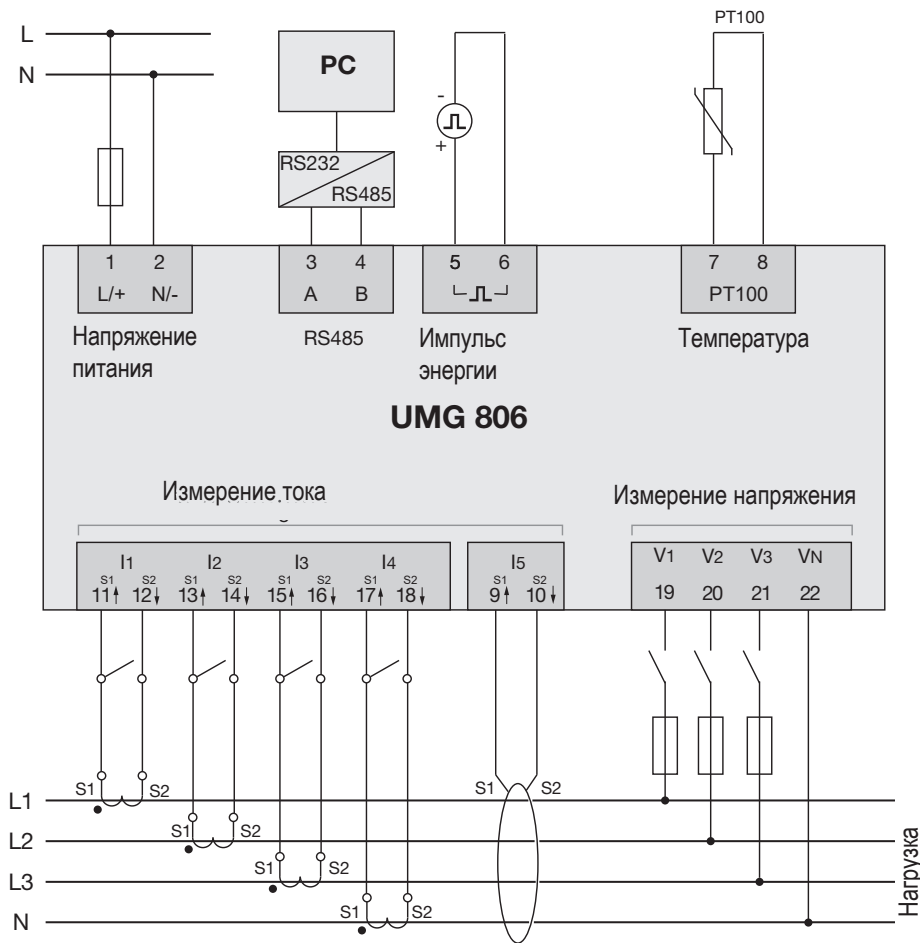 PT100
L
N
PC
-
+
RS232
RS485
1 2
L/+ N/-
3 4
A B
5 6
7 8
PT100
Напряжение
питания
RS485
Импульс
энергии
Температура
UMG 806
Измерение тока
Измерение напряжения
I1 I2 I3 I4
S1 S2 S1 S2 S1 S2 S1 S2
11 12 13 14 15 16 17 18
I5
S1 S2
9 10
V1 V2 V3 VN
19 20 21 22
S1 S2
S1 S2
L1
S1 S2
L2
S1 S2
L3
S1 S2
N
Нагрузка